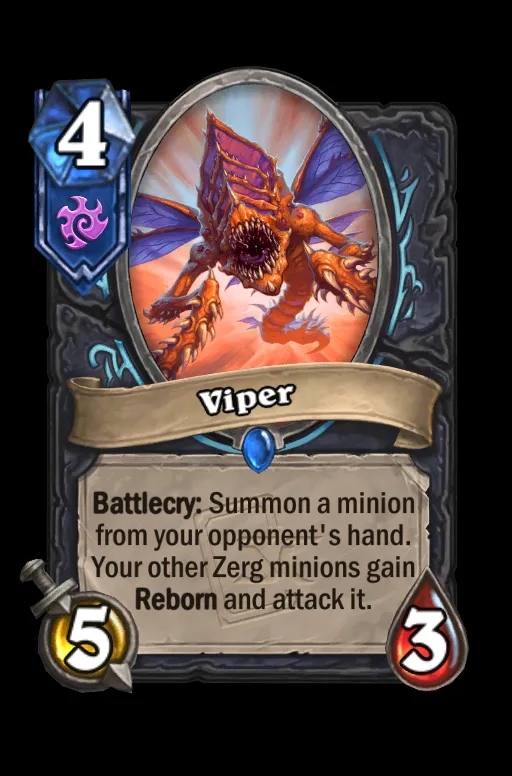 4
Viper
Battlecry: Summon a minion
from your opponent's hand.
Your other Zerg minions gain
Reborn and attack it.
5
3